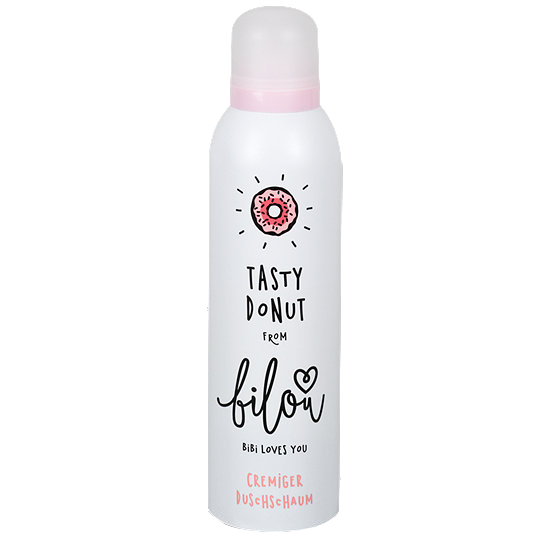 TASTY
DONUT
FROM
bilou
BIBI LOVES YOU
CREMIGER
DUSCHSCHAUM